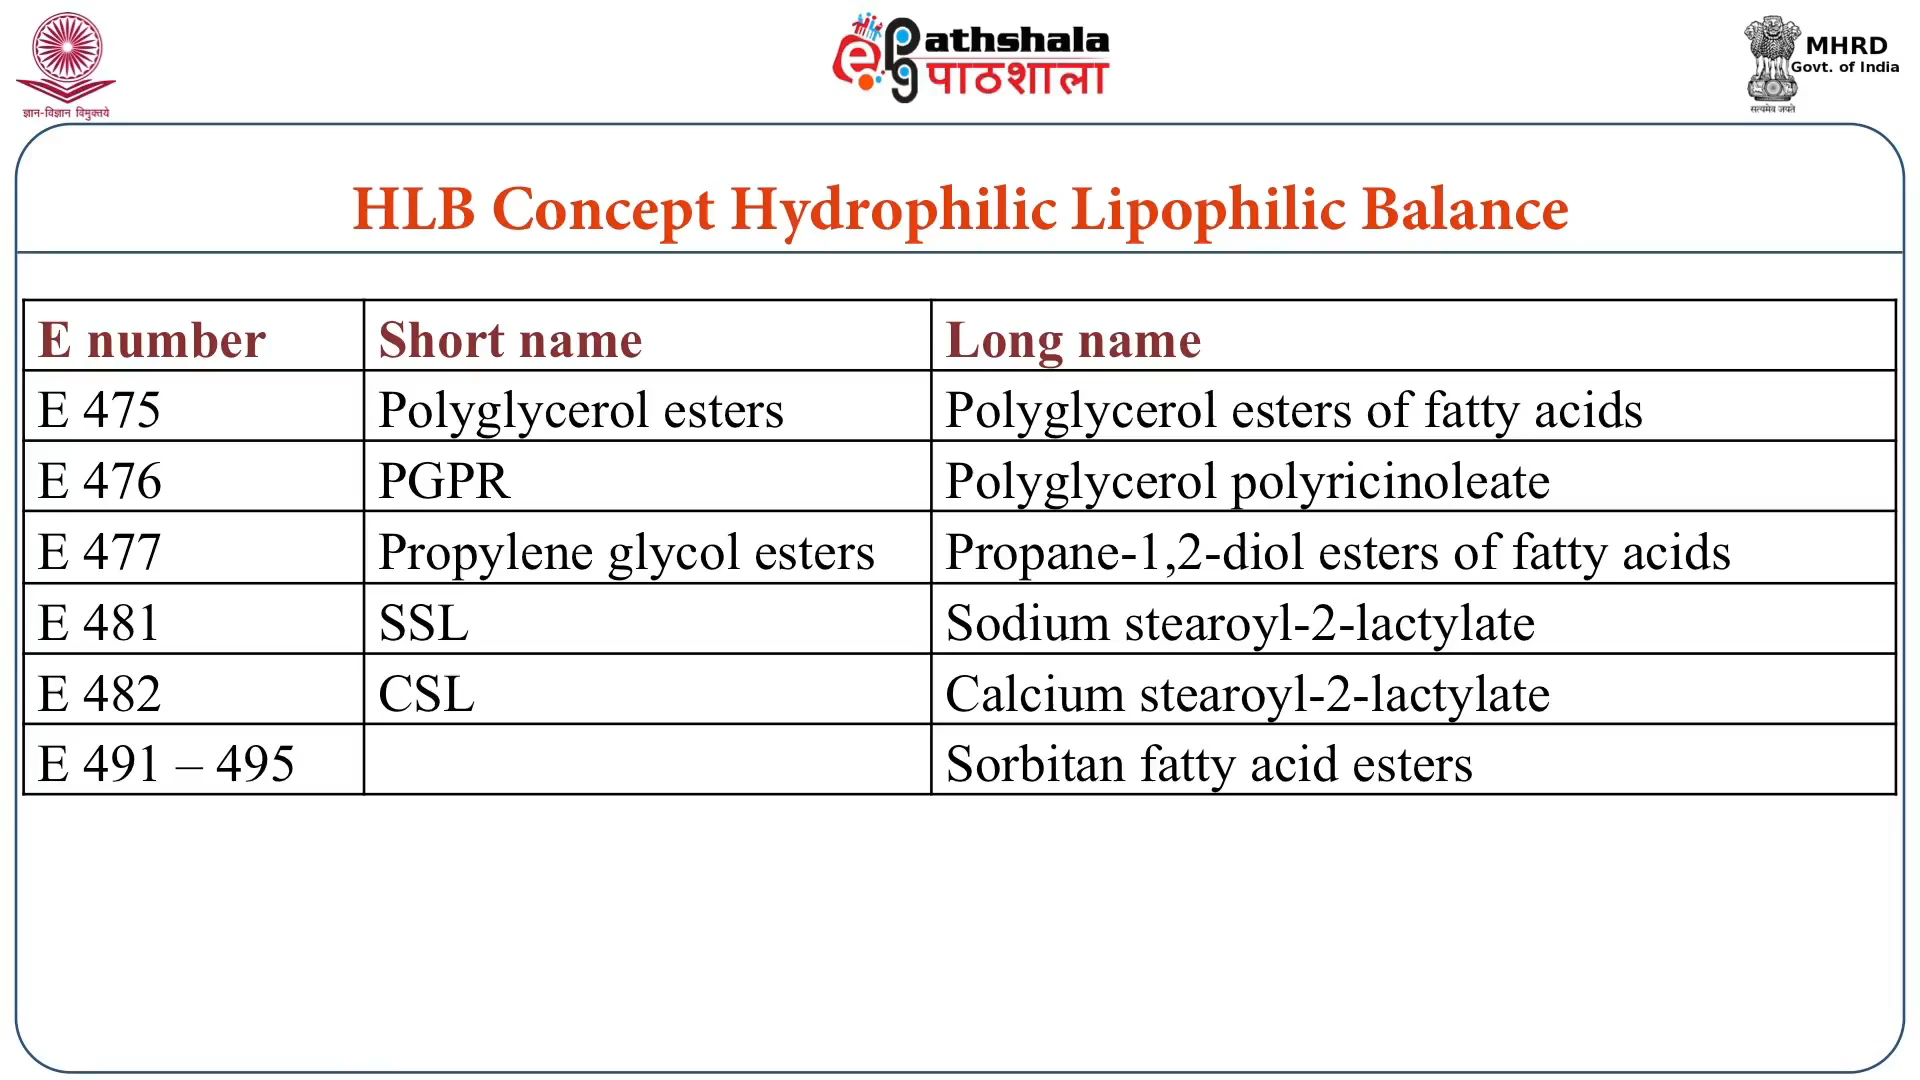 ज्ञान-विज्ञान विमुक्तये
ePG athshala
पाठशाला
MHRD
Govt. of India
सत्यमेव जयते
HLB Concept Hydrophilic Lipophilic Balance
E number Short name Long name
E 475 Polyglycerol esters Polyglycerol esters of fatty acids
E 476 PGPR Polyglycerol polyricinoleate
E 477 Propylene glycol esters Propane-1,2-diol esters of fatty acids
E 481 SSL Sodium stearoyl-2-lactylate
E 482 CSL Calcium stearoyl-2-lactylate
E 491 – 495 Sorbitan fatty acid esters